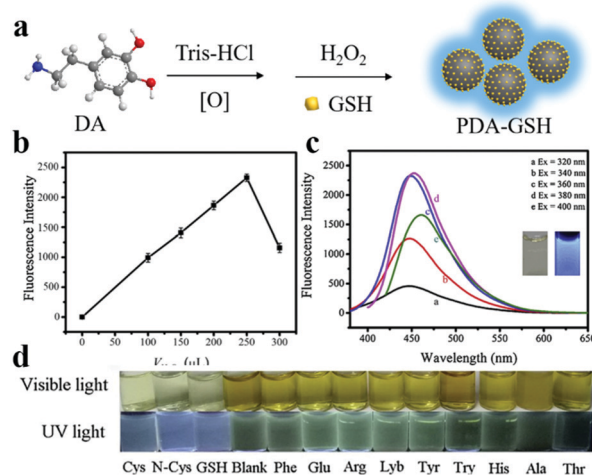 a
Tris-HCl
[O]
H₂O₂
GSH
DA
PDA-GSH
b
Fluorescence Intensity
2500
2000
1500
1000
500
0
0 50 100 150 200 250 300
(μL)
c
Fluorescence Intensity
2500
2000
1500
1000
500
0
400 450 500 550 600 650
Wavelength (nm)
a Ex = 320 nm
b Ex = 340 nm
c Ex = 360 nm
d Ex = 380 nm
e Ex = 400 nm
d
c
e
b
a
d
Visible light
UV light
Cys N-Cys GSH Blank Phe Glu Arg Lyb Tyr Try His Ala Thr